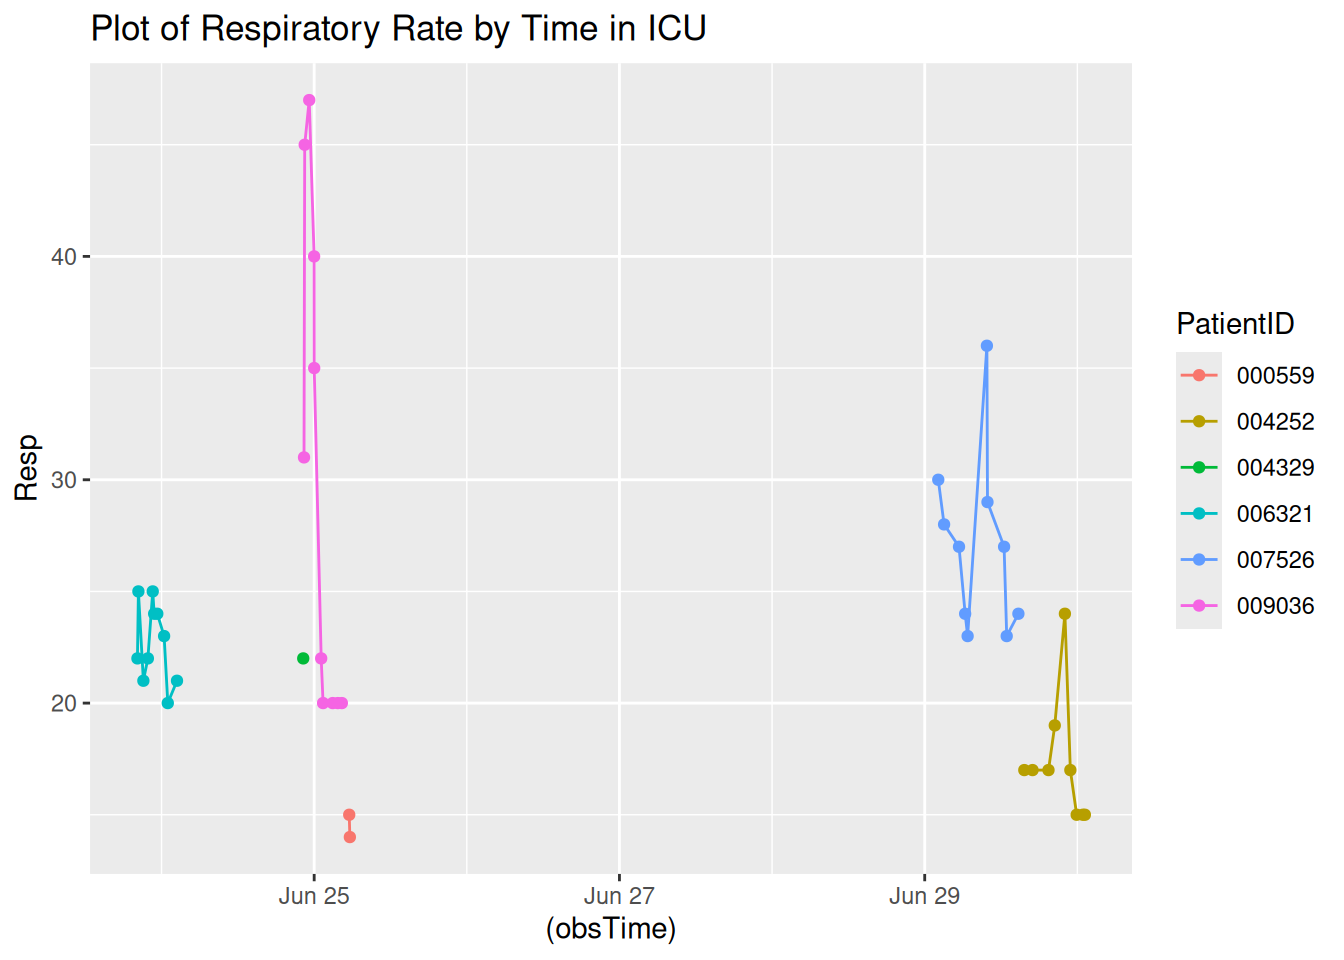 Plot of Respiratory Rate by Time in ICU
Resp
40
30
20
Jun 25
Jun 27
Jun 29
(obsTime)
PatientID
000559
004252
004329
006321
007526
009036